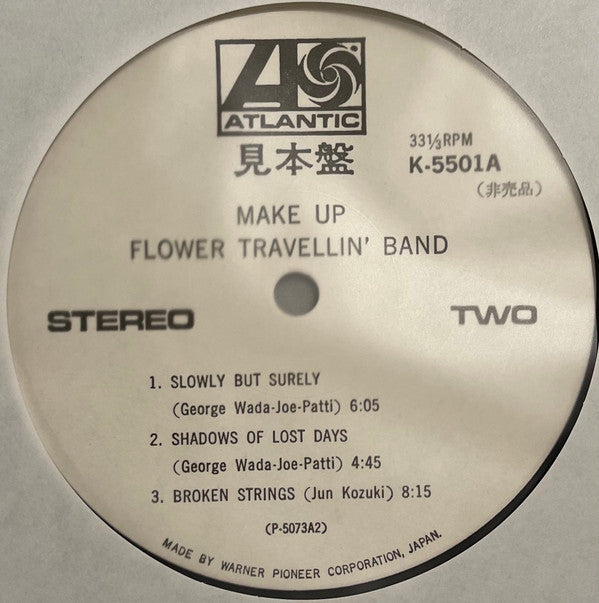 ATLANTIC
見本盤
33⅓RPM
K-5501A
(非売品)
MAKE UP
FLOWER TRAVELLIN' BAND
STEREO
TWO
1. SLOWLY BUT SURELY
(George Wada-Joe-Patti) 6:05
2. SHADOWS OF LOST DAYS
(George Wada-Joe-Patti) 4:45
3. BROKEN STRINGS (Jun Kozuki) 8:15
(P-5073A2)
MADE BY WARNER PIONEER CORPORATION, JAPAN.